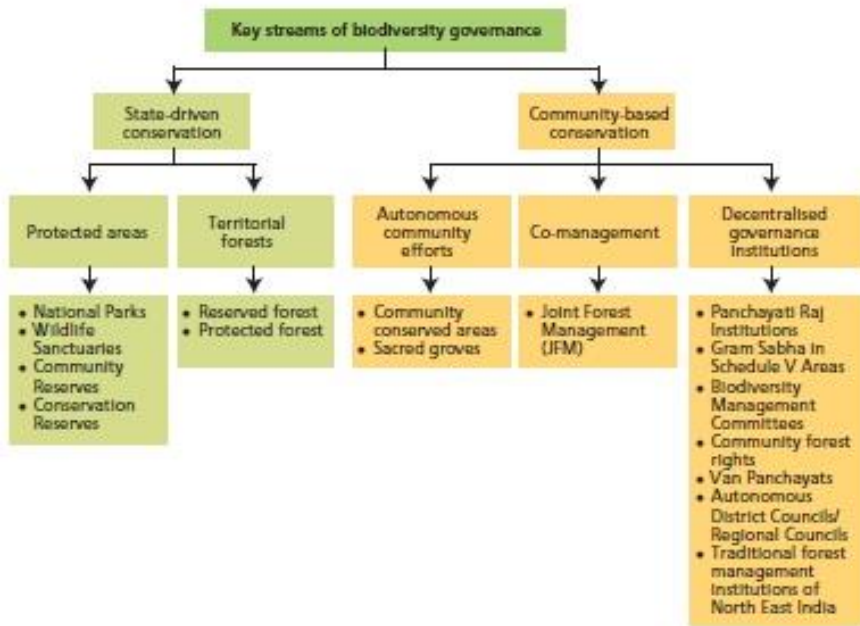 Key streams of biodiversity governance
State-driven
conservation
Community-based
conservation
Protected areas
Territorial
forests
Autonomous
community
efforts
Co-management
Decentralised
governance
institutions
• National Parks
• Wildlife
Sanctuaries
• Community
Reserves
• Conservation
Reserves
• Reserved forest
• Protected forest
• Community
conserved areas
• Sacred groves
• Joint Forest
Management
(JFM)
• Panchayati Raj
Institutions
• Gram Sabha in
Schedule V Areas
• Biodiversity
Management
Committees
• Community forest
rights
• Van Panchayats
• Autonomous
District Councils/
Regional Councils
• Traditional forest
management
institutions of
North East India